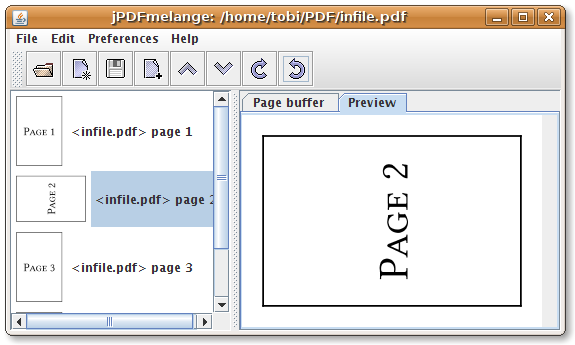 jPDFmelange: /home/tobi/PDF/infile.pdf
File Edit Preferences Help
Page buffer Preview
PAGE 1 <infile.pdf> page 1
PAGE 2 <infile.pdf> page 2
PAGE 3 <infile.pdf> page 3
PAGE 2